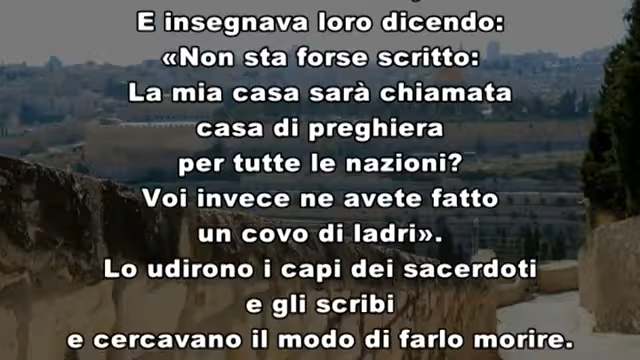 E insegnava loro dicendo:
«Non sta forse scritto:
La mia casa sarà chiamata
casa di preghiera
per tutte le nazioni?
Voi invece ne avete fatto
un covo di ladri».
Lo udirono i capi dei sacerdoti
e gli scribi
e cercavano il modo di farlo morire.